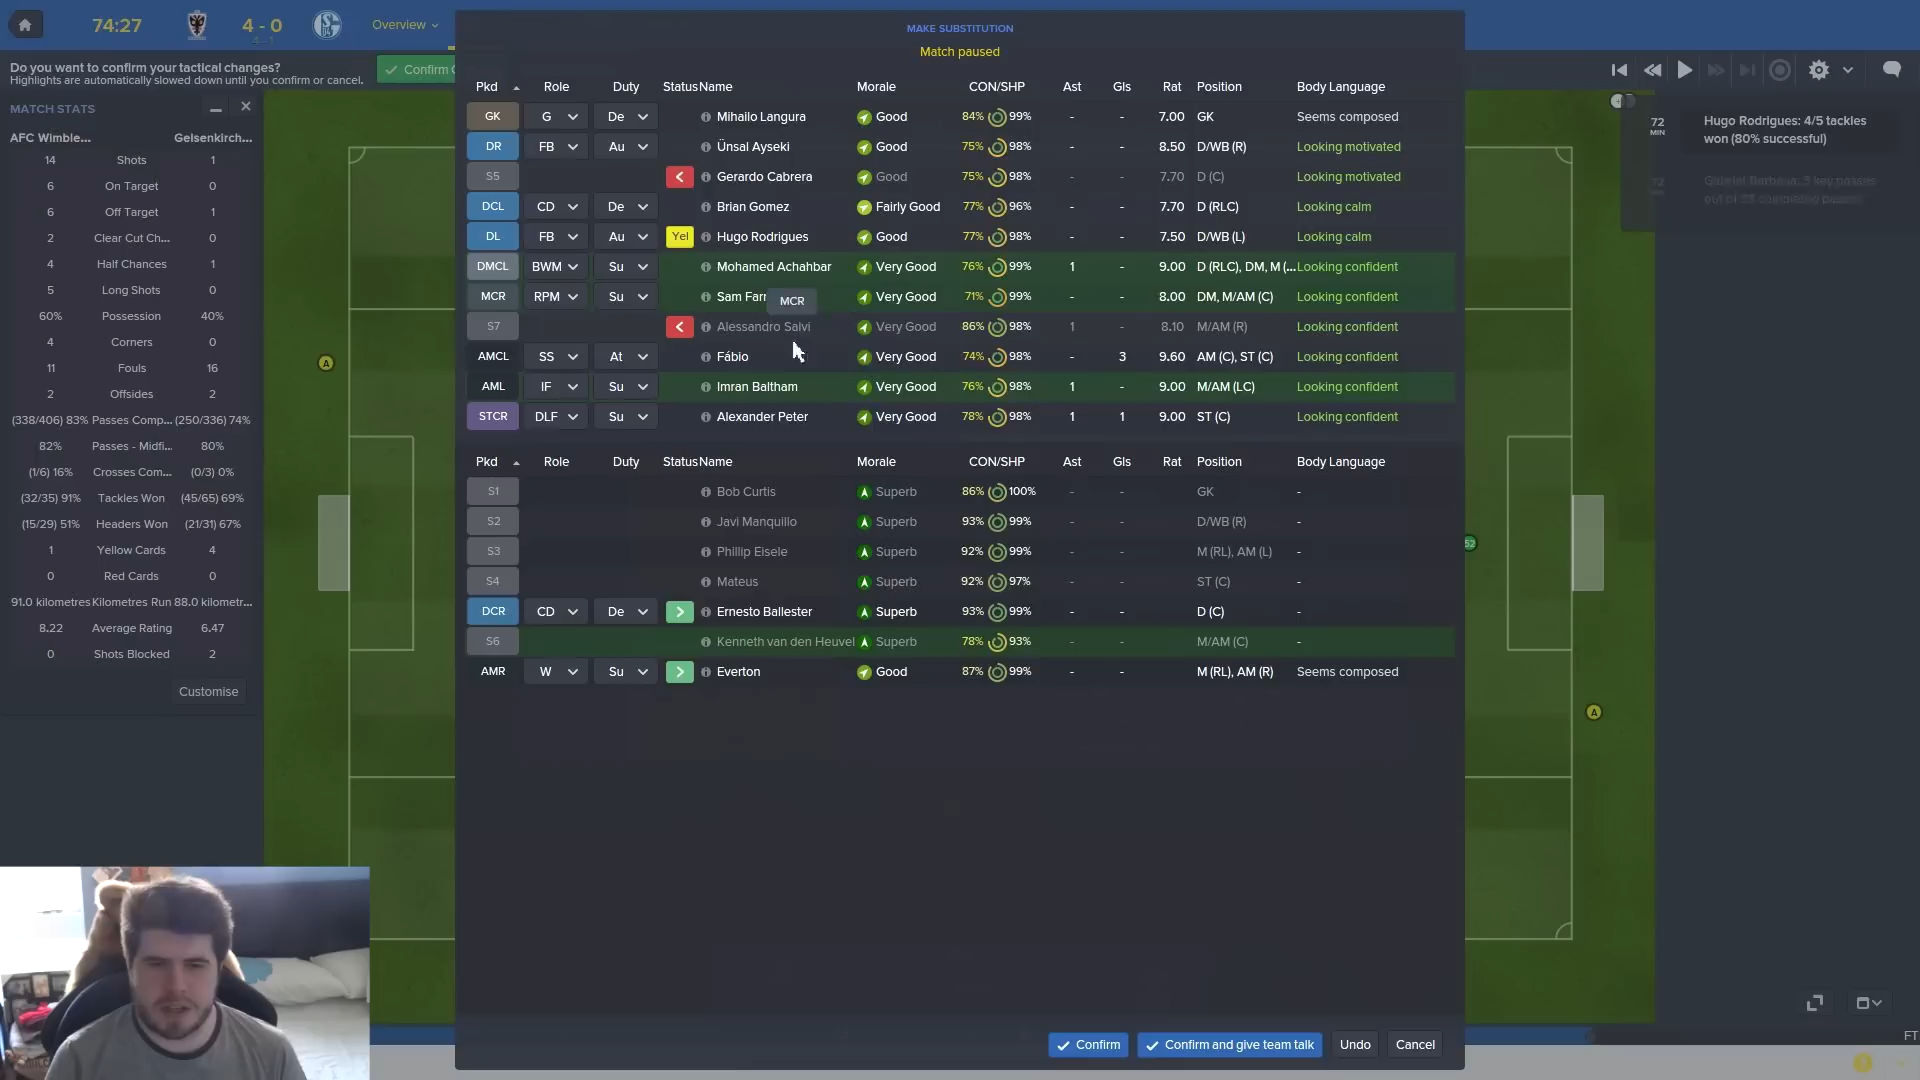 74:27
4 - 0
Overview
Do you want to confirm your tactical changes?
Highlights are automatically slowed down until you confirm or cancel.
Confirm
MATCH STATS
AFC Wimble... Gelsenkirch...
14 Shots 1
6 On Target 0
6 Off Target 1
2 Clear Cut Ch... 0
4 Half Chances 1
5 Long Shots 0
60% Possession 40%
4 Corners 0
11 Fouls 16
2 Offsides 2
(338/406) 83% Passes Comp... (250/336) 74%
82% Passes - Midfi... 80%
(1/6) 16% Crosses Com... (0/3) 0%
(32/35) 91% Tackles Won (45/65) 69%
(15/29) 51% Headers Won (21/31) 67%
1 Yellow Cards 4
0 Red Cards 0
91.0 kilometres Kilometres Run 88.0 kilometr...
8.22 Average Rating 6.47
0 Shots Blocked 2
Customise
MAKE SUBSTITUTION
Match paused
Pkd Role Duty Status Name Morale CON/SHP Ast Gls Rat Position Body Language
GK G De Mihailo Langura Good 84% 99% - - 7.00 GK Seems composed
DR FB Au Ünsal Ayseki Good 75% 98% - - 8.50 D/WB (R) Looking motivated
S5 Gerardo Cabrera Good 75% 98% - - 7.70 D (C) Looking motivated
DCL CD De Brian Gomez Fairly Good 77% 96% - - 7.70 D (RLC) Looking calm
DL FB Au Yel Hugo Rodrigues Good 77% 98% - - 7.50 D/WB (L) Looking calm
DMCL BWM Su Mohamed Achahbar Very Good 76% 99% 1 - 9.00 D (RLC), DM, M (... Looking confident
MCR RPM Su Sam Very Good 71% 99% - - 8.00 DM, M/AM (C) Looking confident
MCR
S7 Alessandro Salvi Very Good 86% 98% 1 - 8.10 M/AM (R) Looking confident
AMCL SS At Fábio Very Good 74% 98% - 3 9.60 AM (C), ST (C) Looking confident
AML IF Su Imran Baltham Very Good 76% 98% 1 - 9.00 M/AM (LC) Looking confident
STCR DLF Su Alexander Peter Very Good 78% 98% 1 1 9.00 ST (C) Looking confident
Pkd Role Duty Status Name Morale CON/SHP Ast Gls Rat Position Body Language
S1 Bob Curtis Superb 86% 100% - - GK -
S2 Javi Manquillo Superb 93% 99% - - D/WB (R) -
S3 Phillip Eisele Superb 92% 99% - - M (RL), AM (L) -
S4 Mateus Superb 92% 97% - - ST (C) -
DCR CD De Ernesto Ballester Superb 93% 99% - - D (C) -
S6 Kenneth van den Heuvel Superb 78% 93% - - M/AM (C) -
AMR W Su Everton Good 87% 99% - - M (RL), AM (R) Seems composed
Confirm
Confirm and give team talk
Undo
Cancel
72 MIN
Hugo Rodrigues: 4/5 tackles
won (80% successful)
A
A
FT